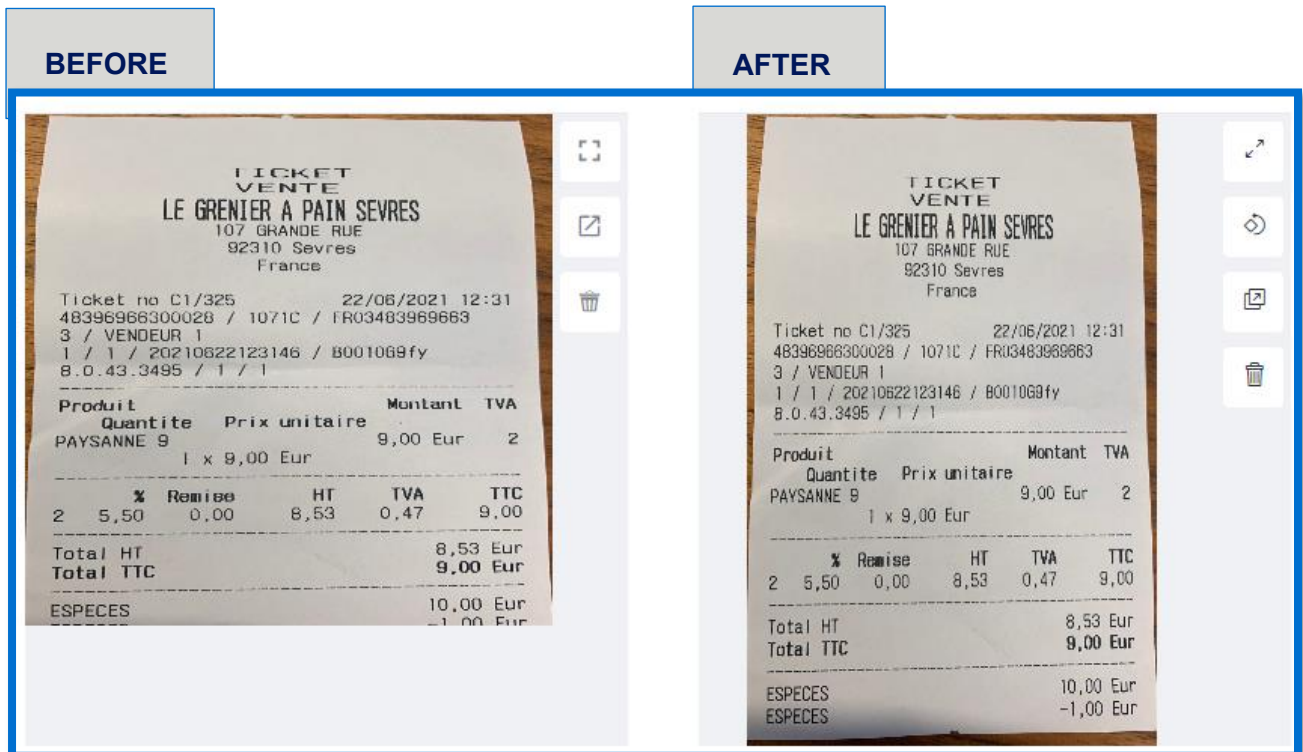 BEFORE
TICKET
VENTE
LE GRENIER A PAIN SEVRES
107 GRANDE RUE
92310 Sevres
France
Ticket no C1/325 22/06/2021 12:31
48396966300028 / 1071C / FR03483969663
3 / VENDEUR 1
1 / 1 / 20210622123146 / B001069fy
8.0.43.3495 / 1 / 1
Produit Montant TVA
Quantite Prix unitaire
PAYSANNE 9 9,00 Eur 2
1 x 9,00 Eur
% Remise HT TVA TTC
2 5,50 0,00 8,53 0,47 9,00
Total HT 8,53 Eur
Total TTC 9,00 Eur
ESPECES 10,00 Eur
-1,00 Eur
AFTER
TICKET
VENTE
LE GRENIER A PAIN SEVRES
107 GRANDE RUE
92310 Sevres
France
Ticket no C1/325 22/06/2021 12:31
48396966300028 / 1071C / FR03483969663
3 / VENDEUR 1
1 / 1 / 20210622123146 / B001069fy
8.0.43.3495 / 1 / 1
Produit Montant TVA
Quantite Prix unitaire
PAYSANNE 9 9,00 Eur 2
1 x 9,00 Eur
% Remise HT TVA TTC
2 5,50 0,00 8,53 0,47 9,00
Total HT 8,53 Eur
Total TTC 9,00 Eur
ESPECES 10,00 Eur
ESPECES -1,00 Eur